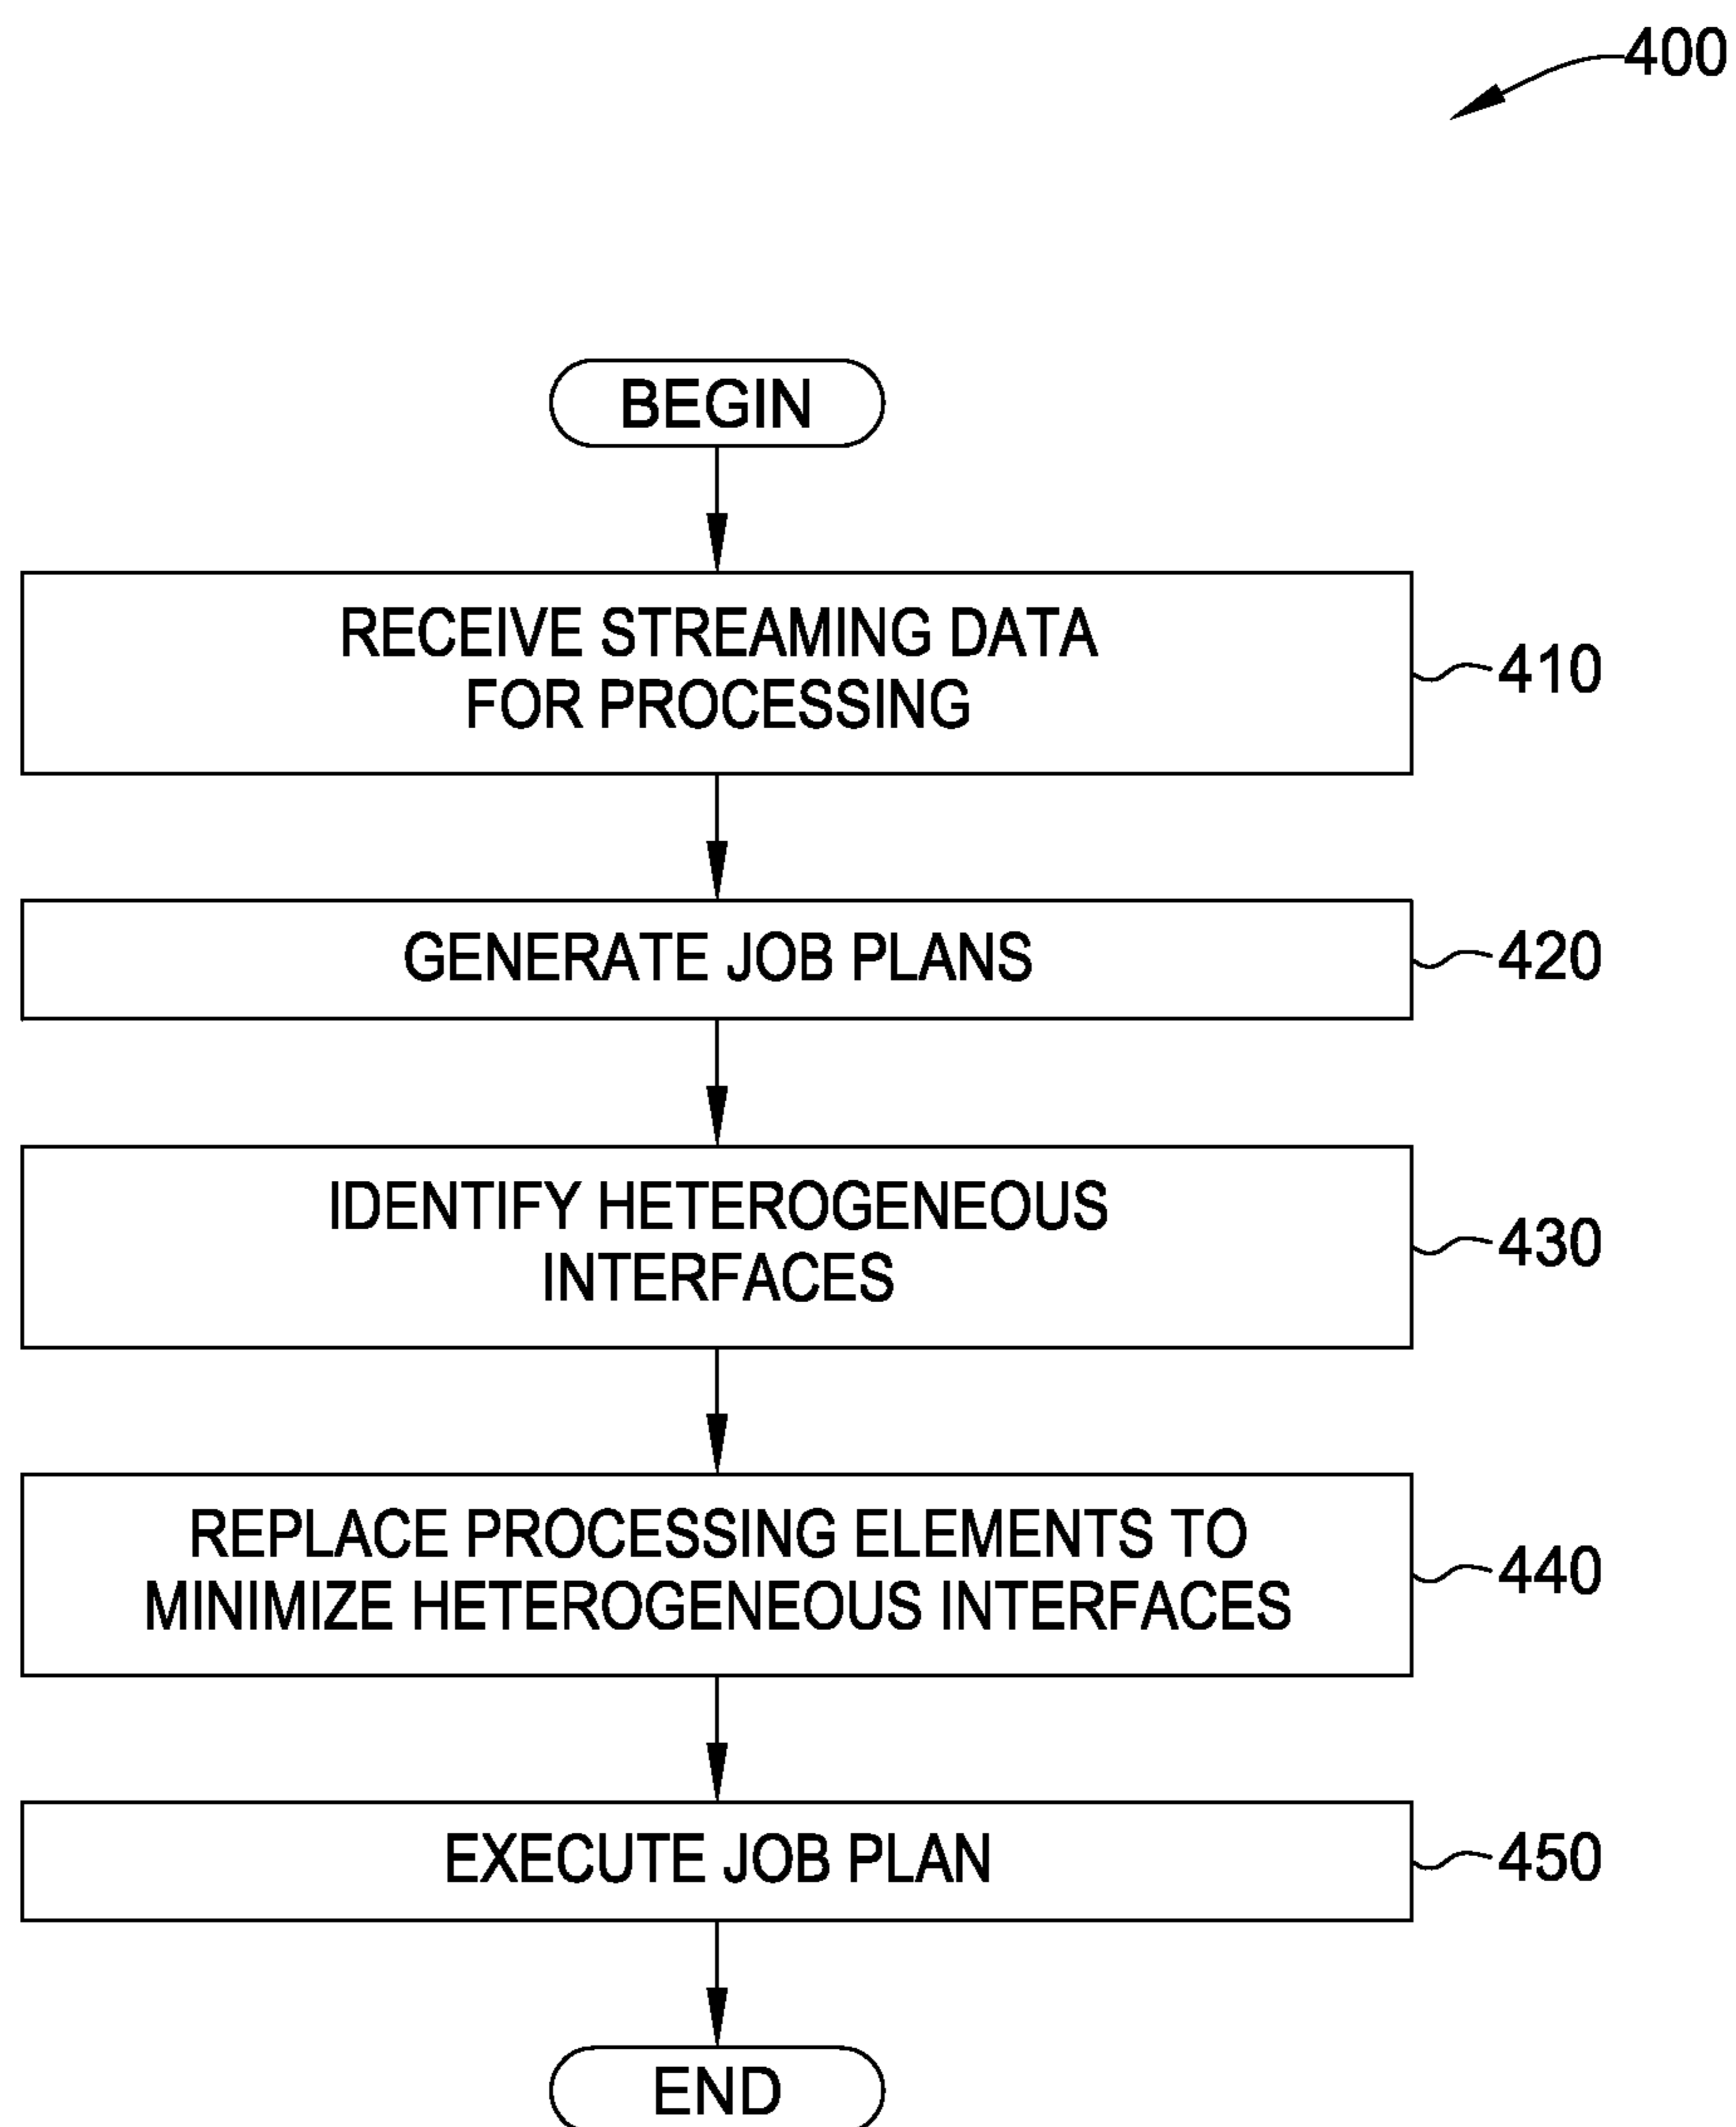 400
BEGIN
RECEIVE STREAMING DATA
FOR PROCESSING
410
GENERATE JOB PLANS
420
IDENTIFY HETEROGENEOUS
INTERFACES
430
REPLACE PROCESSING ELEMENTS TO
MINIMIZE HETEROGENEOUS INTERFACES
440
EXECUTE JOB PLAN
450
END